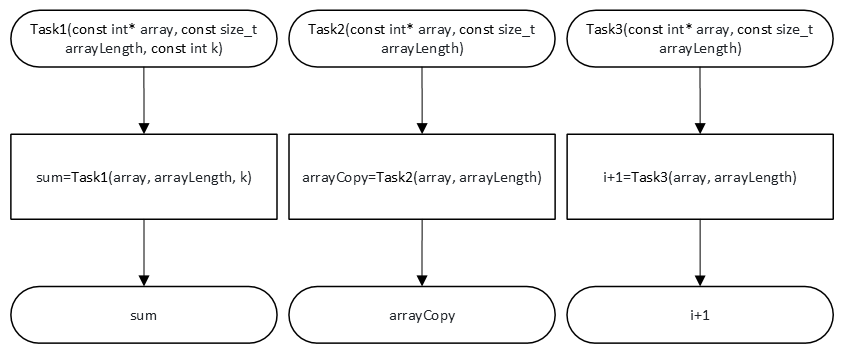 Task1(const int* array, const size_t
arrayLength, const int k)
Task2(const int* array, const size_t
arrayLength)
Task3(const int* array, const size_t
arrayLength)
sum=Task1(array, arrayLength, k)
arrayCopy=Task2(array, arrayLength)
i+1=Task3(array, arrayLength)
sum
arrayCopy
i+1